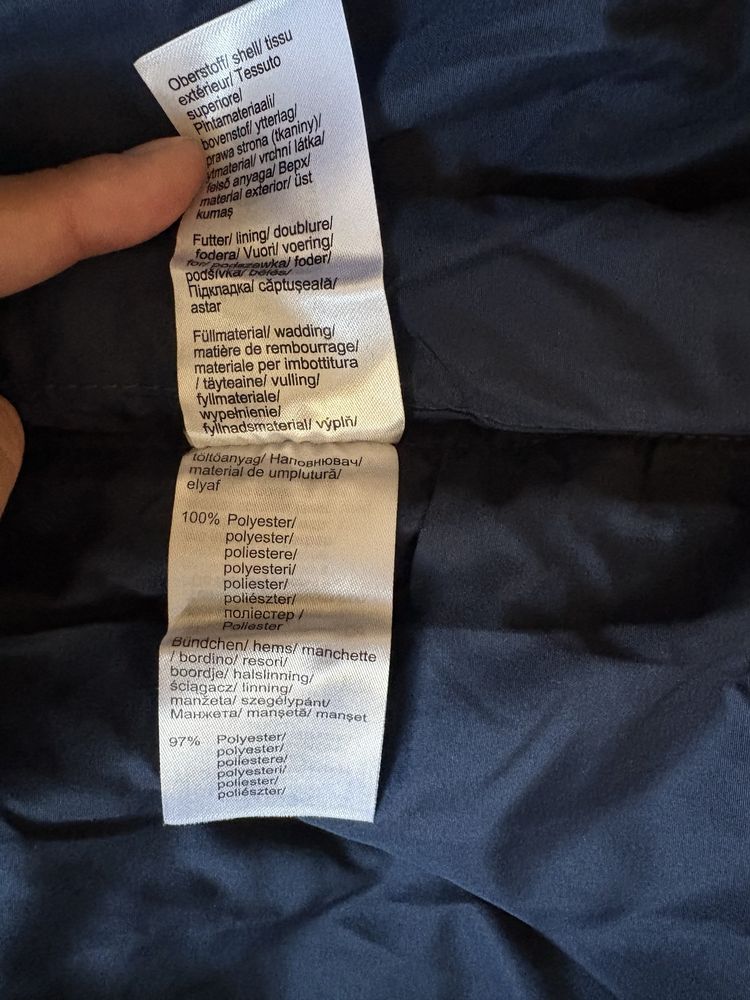 Oberstoff/ shell/ tissu
extérieur/ Tessuto
superiore/
Pintamateriaali/
bovenstof/ ytterlag/
prawa strona (tkaniny)/
ytmaterial/ vrchní látka/
felső anyaga/ Верх/
material exterior/ üst
kumaş
Futter/ lining/ doublure/
fodera/ Vuori/ voering/
for/ podszewka/ foder/
podšívka/ bélés/
Підкладка/ căptușeală/
astar
Füllmaterial/ wadding/
matière de rembourrage/
materiale per imbottitura
/ täyteaine/ vulling/
fyllmateriale/
wypełnienie/
fyllnadsmaterial/ výplň/
töltőanyag/ Наповнювач/
material de umplutură/
elyaf
100% Polyester/
polyester/
poliestere/
polyesteri/
poliester/
poliészter/
поліестер /
Poliester
Bündchen/ hems/ manchette
/ bordino/ resori/
boordje/ halslinning/
ściągacz/ linning/
manžeta/ szegélypánt/
Манжета/ manșetă/ manşet
97% Polyester/
polyester/
poliestere/
polyesteri/
poliester/
poliészter/